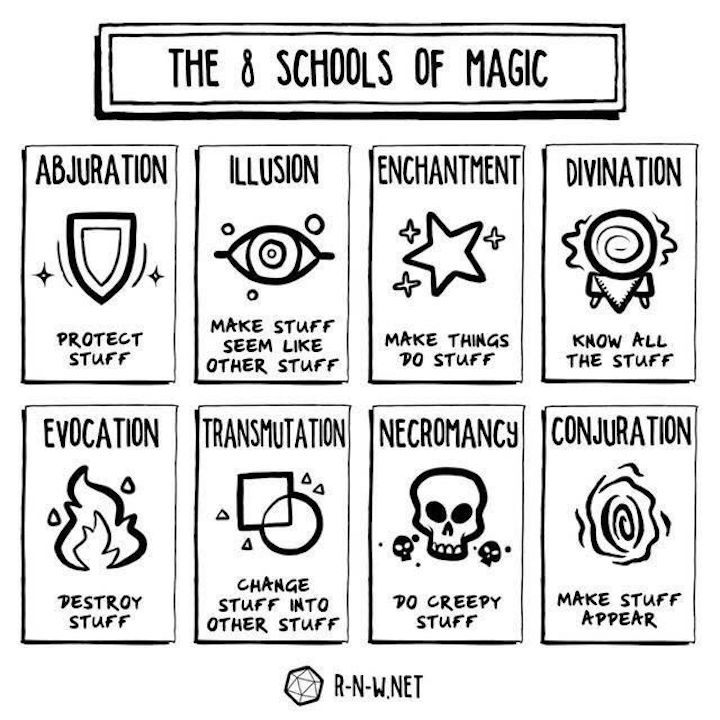 THE 8 SCHOOLS OF MAGIC
ABJURATION
PROTECT
STUFF
ILLUSION
MAKE STUFF
SEEM LIKE
OTHER STUFF
ENCHANTMENT
MAKE THINGS
DO STUFF
DIVINATION
KNOW ALL
THE STUFF
EVOCATION
DESTROY
STUFF
TRANSMUTATION
CHANGE
STUFF INTO
OTHER STUFF
NECROMANCY
DO CREEPY
STUFF
CONJURATION
MAKE STUFF
APPEAR
R-N-W.NET